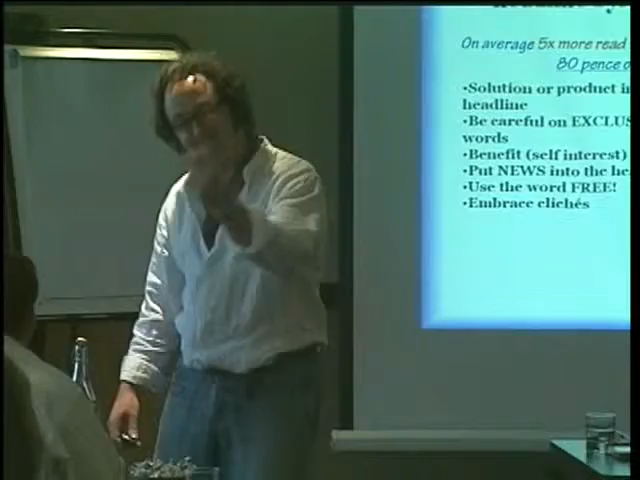 On average 5x more read
80 pence o
•Solution or product in
headline
•Be careful on EXCLUS
words
•Benefit (self interest)
•Put NEWS into the he
•Use the word FREE!
•Embrace clichés